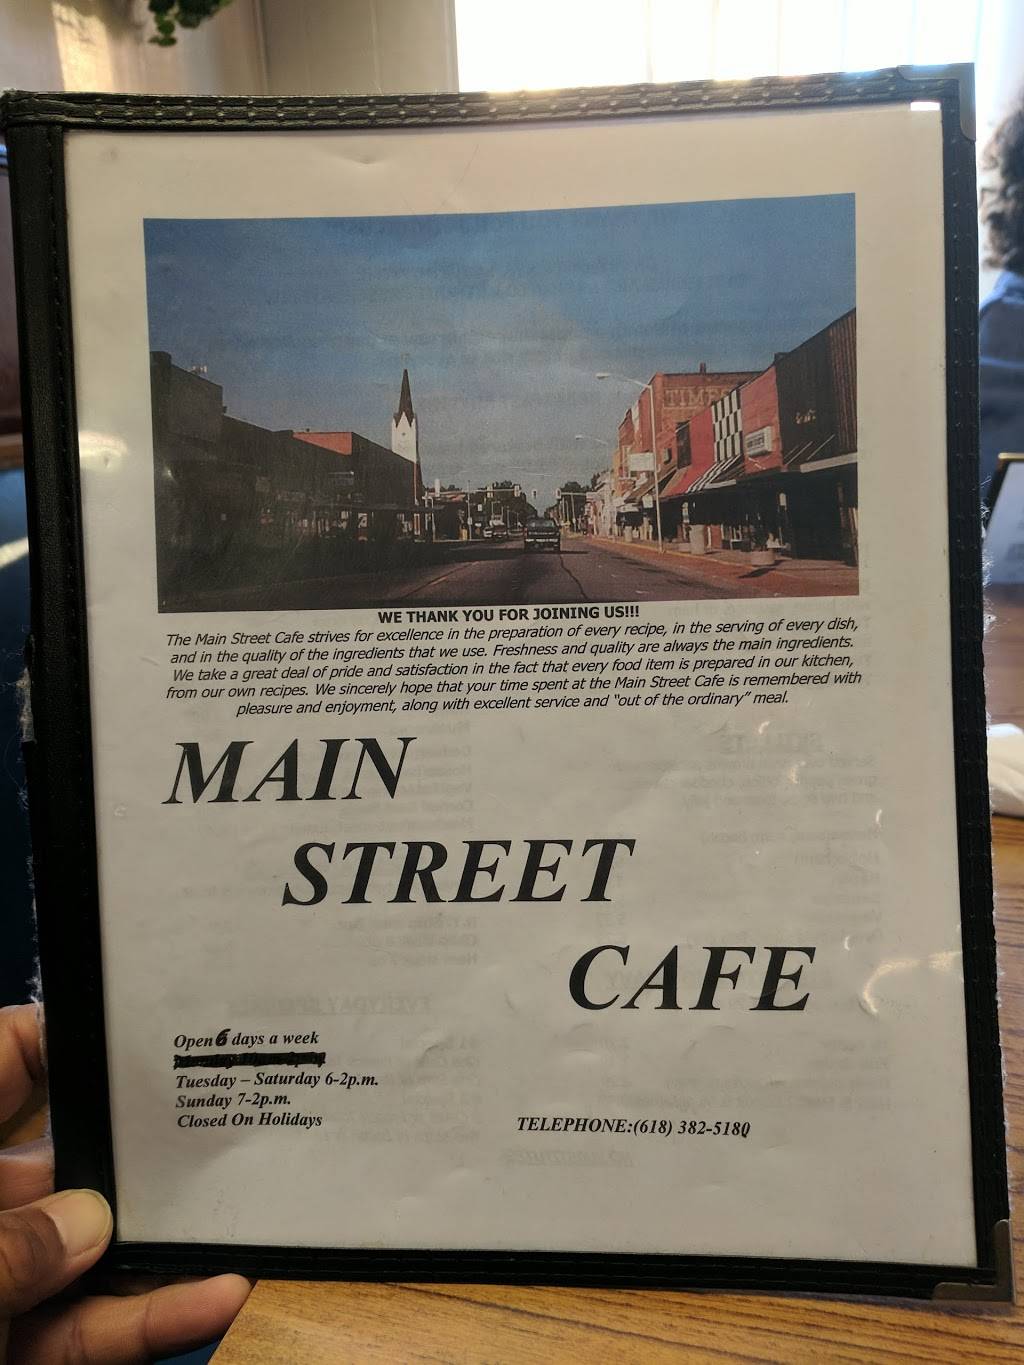 TIMES
WE THANK YOU FOR JOINING US!!!
The Main Street Cafe strives for excellence in the preparation of every recipe, in the serving of every dish,
and in the quality of the ingredients that we use. Freshness and quality are always the main ingredients.
We take a great deal of pride and satisfaction in the fact that every food item is prepared in our kitchen,
from our own recipes. We sincerely hope that your time spent at the Main Street Cafe is remembered with
pleasure and enjoyment, along with excellent service and "out of the ordinary" meal.
MAIN
STREET
CAFE
Open 6 days a week
Tuesday – Saturday 6-2p.m.
Sunday 7-2p.m.
Closed On Holidays
TELEPHONE:(618) 382-5180